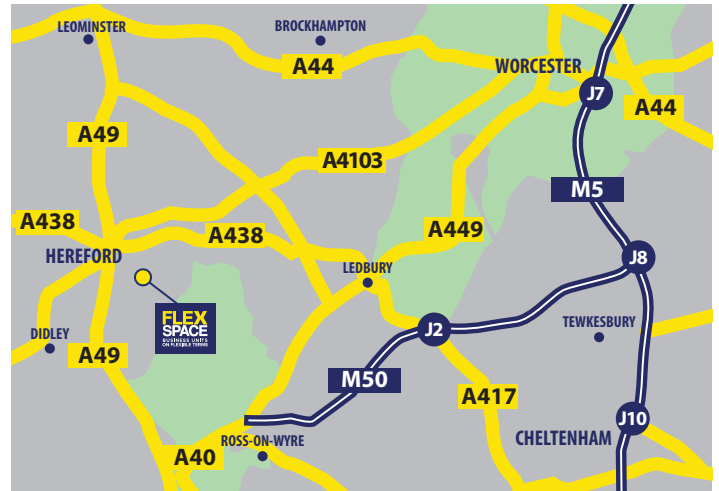 LEOMINSTER
BROCKHAMPTON
A44
WORCESTER
J7
A44
A49
A4103
M5
A438
A438
A449
HEREFORD
LEDBURY
J8
FLEX
SPACE
BUSINESS UNITS
ON FLEXIBLE TERMS
DIDLEY
J2
TEWKESBURY
A49
M50
A417
J10
CHELTENHAM
ROSS-ON-WYRE
A40